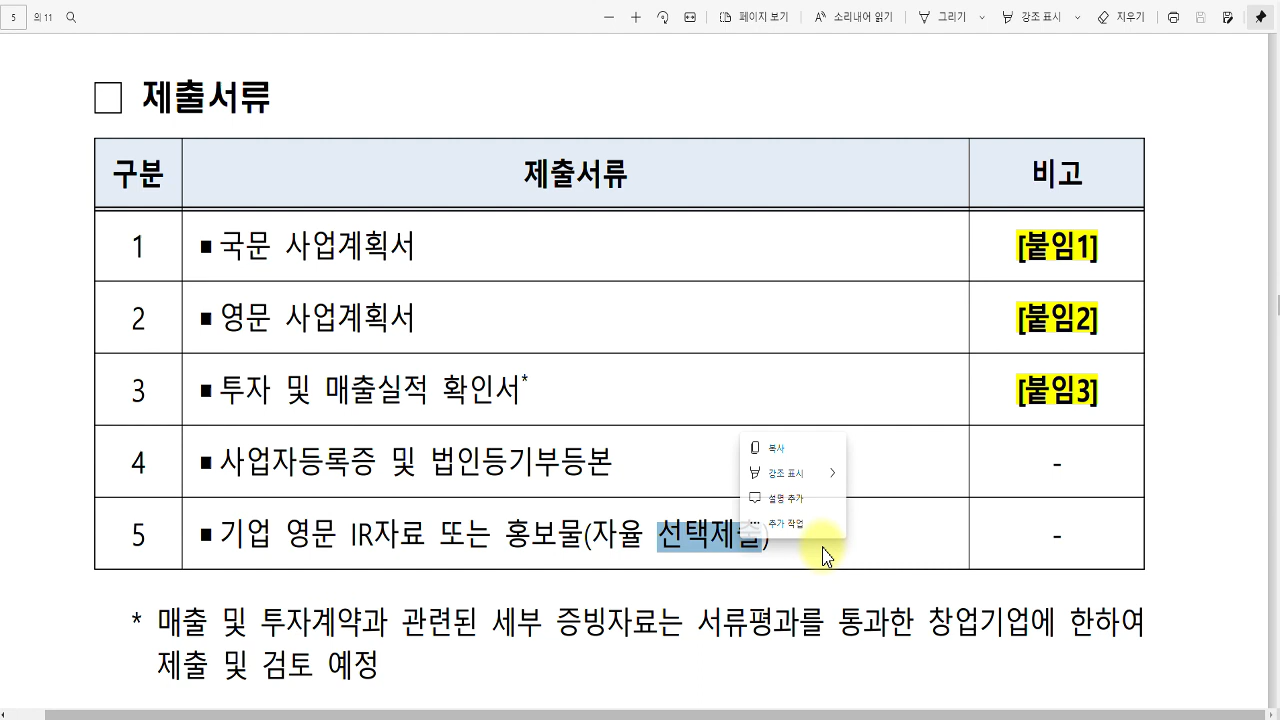 5 의 11 페이지 보기 소리내어 읽기 그리기 강조 표시 지우기
제출서류
구분 제출서류 비고
1 ■ 국문 사업계획서 [붙임1]
2 ■ 영문 사업계획서 [붙임2]
3 ■ 투자 및 매출실적 확인서* [붙임3]
4 ■ 사업자등록증 및 법인등기부등본 -
5 ■ 기업 영문 IR자료 또는 홍보물(자율 선택제출) -
복사
강조 표시
설명 추가
추가 작업
* 매출 및 투자계약과 관련된 세부 증빙자료는 서류평과를 통과한 창업기업에 한하여
제출 및 검토 예정